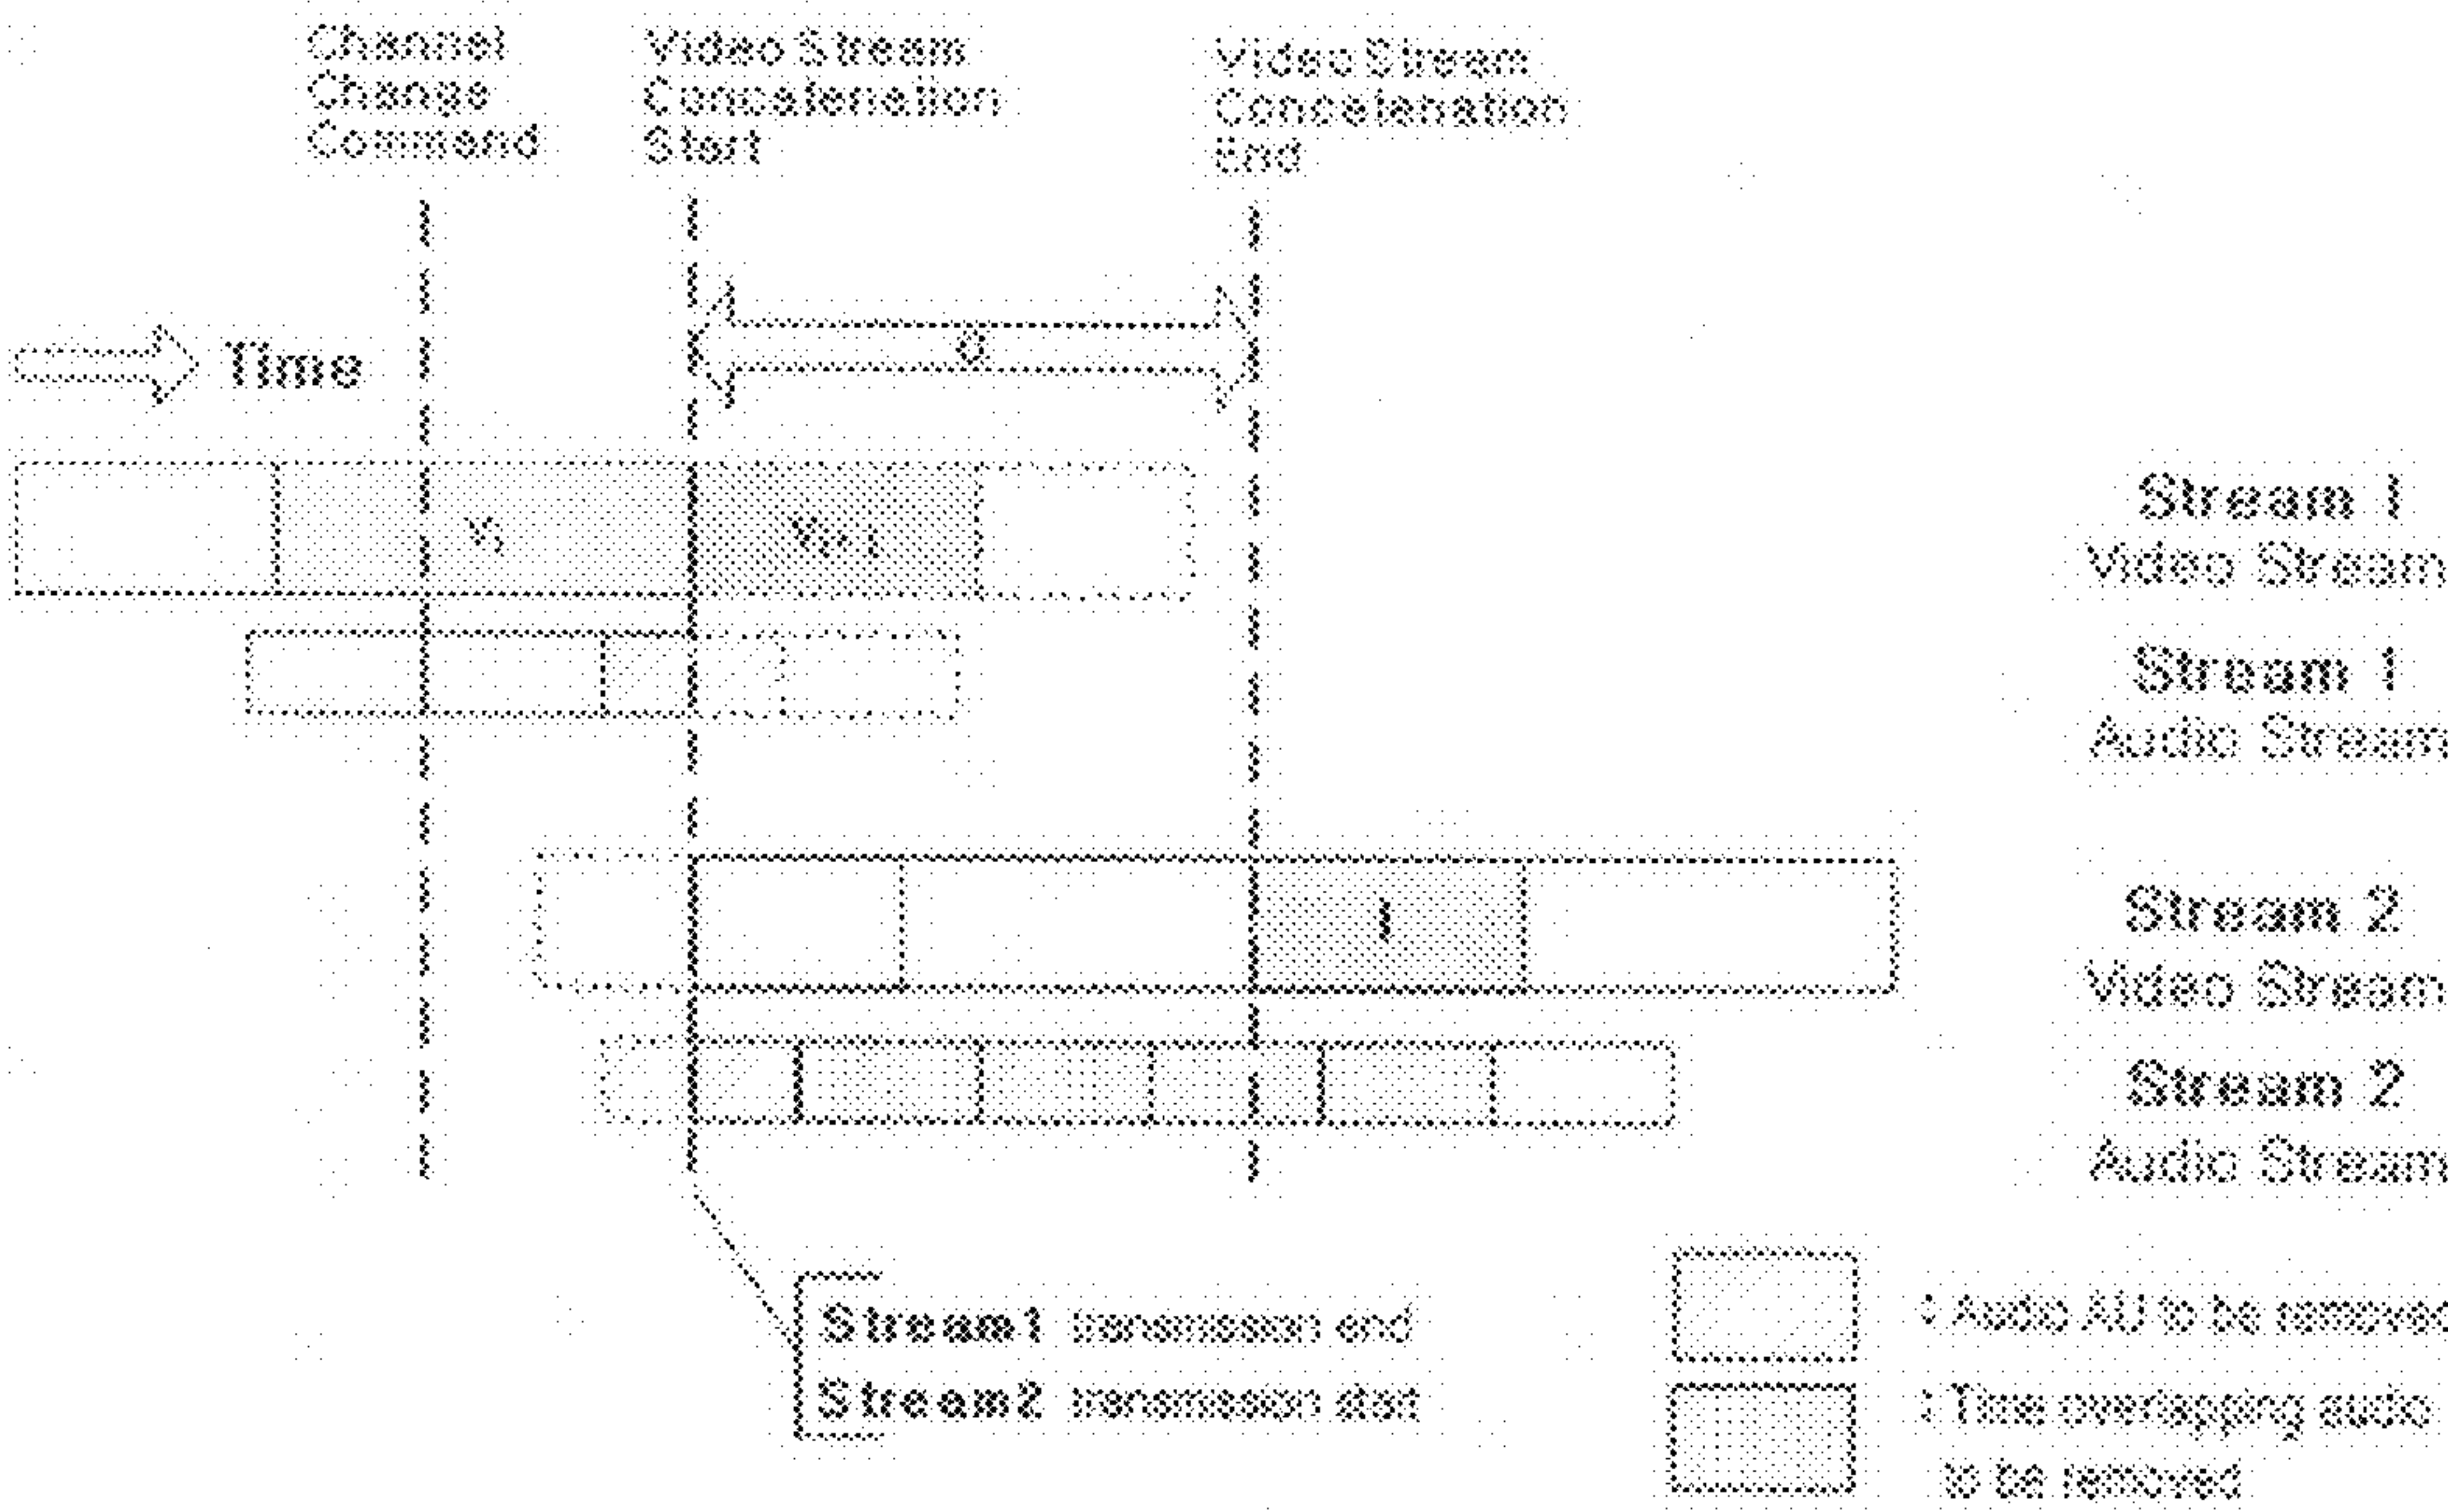 Channel
Change
Command
Video Stream
Concatenation
Start
Video Stream
Concatenation
End
Time
d
Stream 1
Video Stream
Stream 1
Audio Stream
I
Stream 2
Video Stream
Stream 2
Audio Stream
Stream1 transmission end
Stream2 transmission start
: Audio AU to be removed
: Time overlapping audio
to be removed